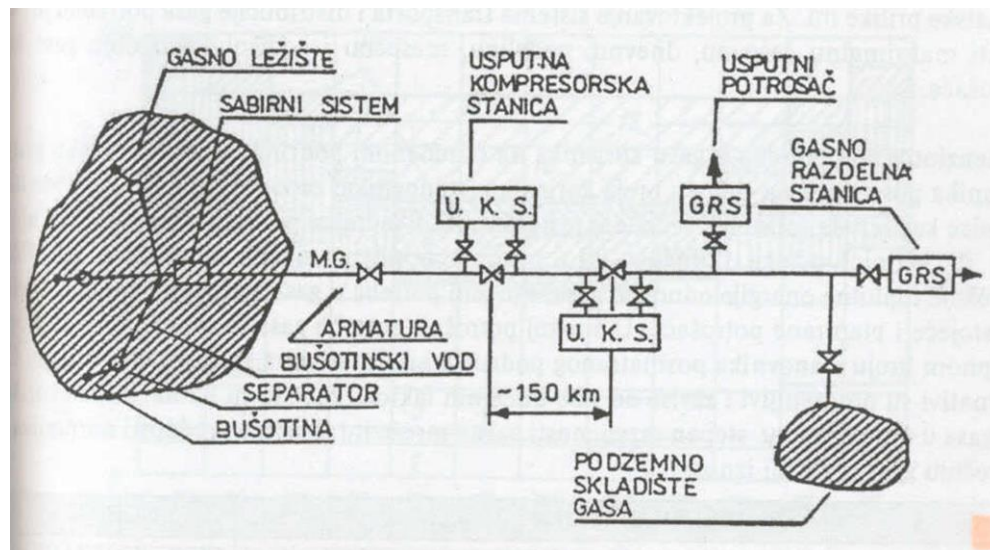 GASNO LEŽIŠTE
SABIRNI SISTEM
USPUTNA
KOMPRESORSKA
STANICA
USPUTNI
POTROSAČ
GASNO
RAZDELNA
STANICA
U. K. S.
GRS
M.G.
GRS
U. K. S.
ARMATURA
BUŠOTINSKI VOD
SEPARATOR
BUŠOTINA
~150 km
PODZEMNO
SKLADIŠTE
GASA